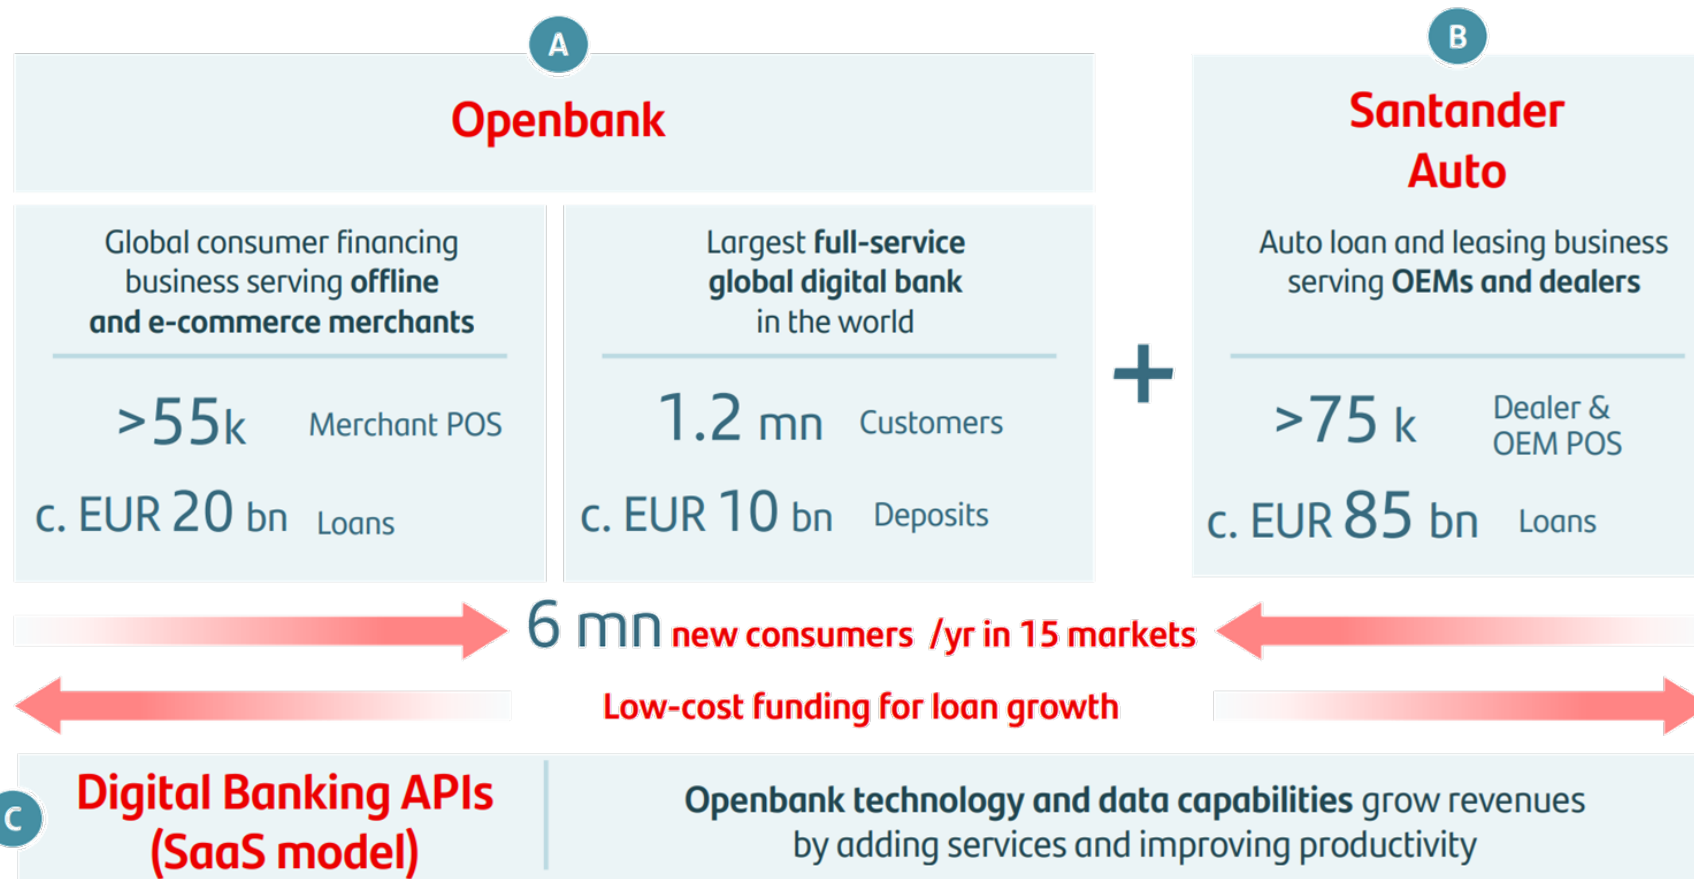 A
Openbank
Global consumer financing
business serving offline
and e-commerce merchants
>55k Merchant POS
c. EUR 20 bn Loans
Largest full-service
global digital bank
in the world
1.2 mn Customers
c. EUR 10 bn Deposits
+
B
Santander
Auto
Auto loan and leasing business
serving OEMs and dealers
>75 k Dealer &
OEM POS
c. EUR 85 bn Loans
6 mn new consumers /yr in 15 markets
Low-cost funding for loan growth
C
Digital Banking APIs
(SaaS model)
Openbank technology and data capabilities grow revenues
by adding services and improving productivity